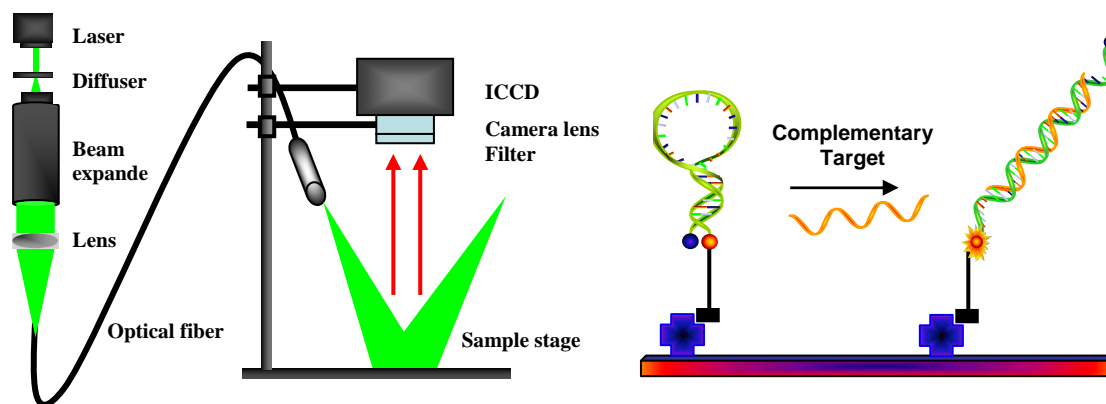 Laser
Diffuser
Beam
expande
Lens
Optical fiber
ICCD
Camera lens
Filter
Sample stage
Complementary
Target